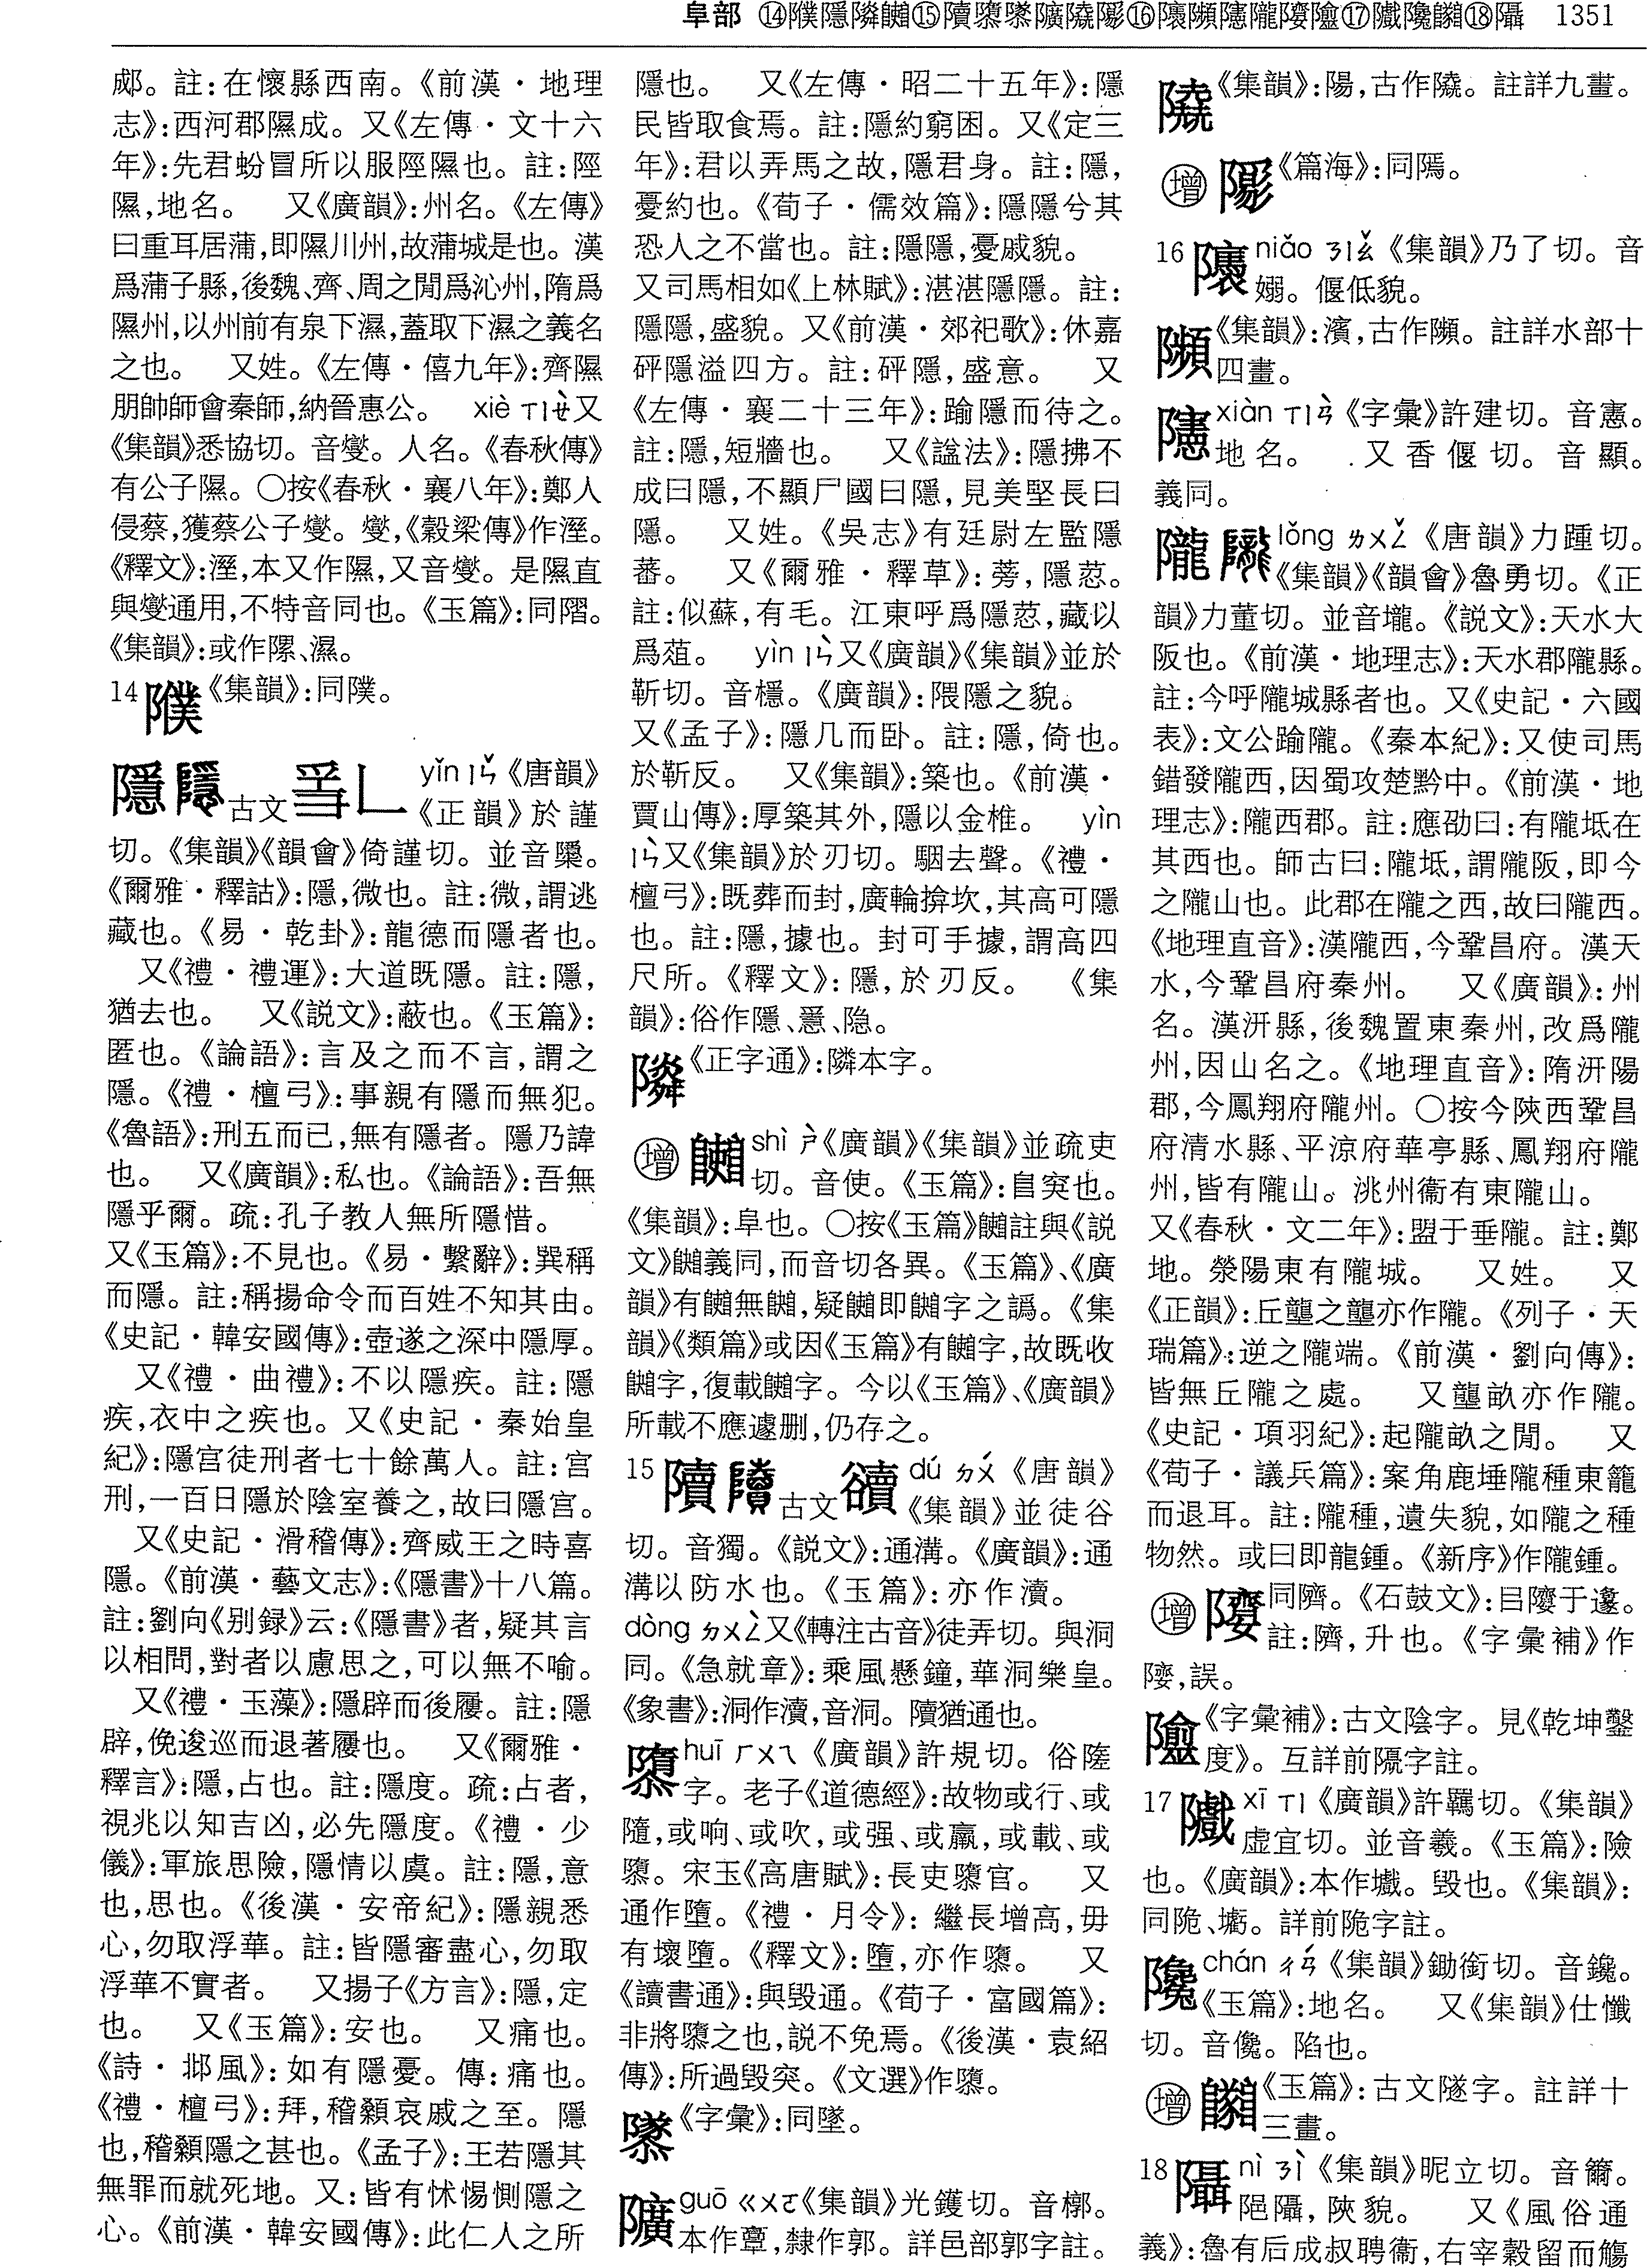 阜部 ⑭隱隣⑮隫隳⑯隴⑰⑱ 1351
郕。註:在懷縣西南。《前漢·地理
志》:西河郡隰成。又《左傳·文十六
年》:先君蚡冒所以服陘隰也。註:陘
隰,地名。 又《廣韻》:州名。《左傳》
曰重耳居蒲,即隰川州,故蒲城是也。漢
爲蒲子縣,後魏、齊、周之閒爲沁州,隋爲
隰州,以州前有泉下濕,蓋取下濕之義名
之也。 又姓。《左傳·僖九年》:齊隰
朋帥師會秦師,納晉惠公。 xiè ㄒㄧㄝˋ又
《集韻》悉協切。音燮。人名。《春秋傳》
有公子隰。〇按《春秋·襄八年》:鄭人
侵蔡,獲蔡公子燮。燮,《穀梁傳》作溼。
《釋文》:溼,本又作隰,又音燮。是隰直
與燮通用,不特音同也。《玉篇》:同隰。
《集韻》:或作㶟、濕。
14 《集韻》:同墣。
隱 古文 yǐn ㄧㄣˇ《唐韻》
《正韻》於謹
切。《集韻》《韻會》倚謹切。並音櫽。
《爾雅·釋詁》:隱,微也。註:微,謂逃
藏也。《易·乾卦》:龍德而隱者也。
又《禮·禮運》:大道既隱。註:隱,
猶去也。 又《説文》:蔽也。《玉篇》:
匿也。《論語》:言及之而不言,謂之
隱。《禮·檀弓》:事親有隱而無犯。
《魯語》:刑五而已,無有隱者。隱乃諱
也。 又《廣韻》:私也。《論語》:吾無
隱乎爾。疏:孔子教人無所隱惜。
又《玉篇》:不見也。《易·繫辭》:巽稱
而隱。註:稱揚命令而百姓不知其由。
《史記·韓安國傳》:壺遂之深中隱厚。
又《禮·曲禮》:不以隱疾。註:隱
疾,衣中之疾也。又《史記·秦始皇
紀》:隱宫徒刑者七十餘萬人。註:宫
刑,一百日隱於陰室養之,故曰隱宫。
又《史記·滑稽傳》:齊威王之時喜
隱。《前漢·藝文志》:《隱書》十八篇。
註:劉向《别録》云:《隱書》者,疑其言
以相問,對者以慮思之,可以無不喻。
又《禮·玉藻》:隱辟而後屨。註:隱
辟,俛逡巡而退著屨也。 又《爾雅·
釋言》:隱,占也。註:隱度。疏:占者,
視兆以知吉凶,必先隱度。《禮·少
儀》:軍旅思險,隱情以虞。註:隱,意
也,思也。《後漢·安帝紀》:隱親悉
心,勿取浮華。註:皆隱審盡心,勿取
浮華不實者。 又揚子《方言》:隱,定
也。 又《玉篇》:安也。 又痛也。
《詩·邶風》:如有隱憂。傳:痛也。
《禮·檀弓》:拜,稽顙哀戚之至。隱
也,稽顙隱之甚也。《孟子》:王若隱其
無罪而就死地。又:皆有怵惕惻隱之
心。《前漢·韓安國傳》:此仁人之所
隱也。 又《左傳·昭二十五年》:隱
民皆取食焉。註:隱約窮困。又《定三
年》:君以弄馬之故,隱君身。註:隱,
憂約也。《荀子·儒效篇》:隱隱兮其
恐人之不當也。註:隱隱,憂戚貌。
又司馬相如《上林賦》:湛湛隱隱。註:
隱隱,盛貌。又《前漢·郊祀歌》:休嘉
砰隱溢四方。註:砰隱,盛意。 又
《左傳·襄二十三年》:踰隱而待之。
註:隱,短牆也。 又《諡法》:隱拂不
成曰隱,不顯尸國曰隱,見美堅長曰
隱。 又姓。《吳志》有廷尉左監隱
蕃。 又《爾雅·釋草》:蒡,隱荵。
註:似蘇,有毛。江東呼爲隱荵,藏以
爲葅。 yìn ㄧㄣˋ又《廣韻》《集韻》並於
靳切。音檼。《廣韻》:隈隱之貌。
又《孟子》:隱几而卧。註:隱,倚也。
於靳反。 又《集韻》:築也。《前漢·
賈山傳》:厚築其外,隱以金椎。 yìn
ㄧㄣˋ又《集韻》於刃切。駰去聲。《禮·
檀弓》:既葬而封,廣輪揜坎,其高可隱
也。註:隱,據也。封可手據,謂高四
尺所。《釋文》:隱,於刃反。 《集
韻》:俗作隠、㥯、隐。
《正字通》:隣本字。
增 shì ㄕˋ《廣韻》《集韻》並疏吏
切。音使。《玉篇》:𨸏突也。
《集韻》:阜也。〇按《玉篇》註與《説
文》義同,而音切各異。《玉篇》、《廣
韻》有無,疑即字之譌。《集
韻》《類篇》或因《玉篇》有字,故既收
字,復載字。今以《玉篇》、《廣韻》
所載不應遽删,仍存之。
15 隫 古文 dú ㄉㄨˊ《唐韻》
《集韻》並徒谷
切。音獨。《説文》:通溝。《廣韻》:通
溝以防水也。《玉篇》:亦作瀆。
dòng ㄉㄨㄥˋ又《轉注古音》徒弄切。與洞
同。《急就章》:乘風懸鐘,華洞樂皇。
《象書》:洞作瀆,音洞。隫猶通也。
隳 huī ㄏㄨㄟ《廣韻》許規切。俗隓
字。老子《道德經》:故物或行、或
隨,或呴、或吹,或强、或羸,或載、或
隳。宋玉《高唐賦》:長吏隳官。 又
通作墮。《禮·月令》:繼長增高,毋
有壞墮。《釋文》:墮,亦作隳。 又
《讀書通》:與毀通。《荀子·富國篇》:
非將隳之也,説不免焉。《後漢·袁紹
傳》:所過毀突。《文選》作隳。
《字彙》:同墜。
guō ㄍㄨㄛ《集韻》光鑊切。音槨。
本作𩫏,隸作郭。詳邑部郭字註。
《集韻》:陽,古作。註詳九畫。
增 《篇海》:同隖。
16 niǎo ㄋㄧㄠˇ《集韻》乃了切。音
嫋。偃低貌。
《集韻》:濱,古作。註詳水部十
四畫。
xiàn ㄒㄧㄢˋ《字彙》許建切。音憲。
地名。 又香偃切。音顯。
義同。
隴 lǒng ㄌㄨㄥˇ《唐韻》力踵切。
《集韻》《韻會》魯勇切。《正
韻》力董切。並音壠。《説文》:天水大
阪也。《前漢·地理志》:天水郡隴縣。
註:今呼隴城縣者也。又《史記·六國
表》:文公踰隴。《秦本紀》:又使司馬
錯發隴西,因蜀攻楚黔中。《前漢·地
理志》:隴西郡。註:應劭曰:有隴坻在
其西也。師古曰:隴坻,謂隴阪,即今
之隴山也。此郡在隴之西,故曰隴西。
《地理直音》:漢隴西,今鞏昌府。漢天
水,今鞏昌府秦州。 又《廣韻》:州
名。漢汧縣,後魏置東秦州,改爲隴
州,因山名之。《地理直音》:隋汧陽
郡,今鳳翔府隴州。〇按今陝西鞏昌
府清水縣、平涼府華亭縣、鳳翔府隴
州,皆有隴山。洮州衞有東隴山。
又《春秋·文二年》:盟于垂隴。註:鄭
地。滎陽東有隴城。 又姓。 又
《正韻》:丘壟之壟亦作隴。《列子·天
瑞篇》:逆之隴端。《前漢·劉向傳》:
皆無丘隴之處。 又壟畝亦作隴。
《史記·項羽紀》:起隴畝之閒。 又
《荀子·議兵篇》:案角鹿埵隴種東籠
而退耳。註:隴種,遺失貌,如隴之種
物然。或曰即龍鍾。《新序》作隴鍾。
增 同隮。《石鼓文》:㠯于邍。
註:隮,升也。《字彙補》作
,誤。
《字彙補》:古文陰字。見《乾坤鑿
度》。互詳前字註。
17 xī ㄒㄧ《廣韻》許羈切。《集韻》
虚宜切。並音羲。《玉篇》:險
也。《廣韻》:本作㩘。毀也。《集韻》:
同陒、㙏。詳前陒字註。
chán ㄔㄢˊ《集韻》鋤銜切。音鑱。
《玉篇》:地名。 又《集韻》仕懺
切。音儳。陷也。
增 《玉篇》:古文隧字。註詳十
三畫。
18 nì ㄋㄧˋ《集韻》昵立切。音䌰。
阸,陝貌。 又《風俗通
義》:魯有后成叔聘衞,右宰穀留而觴